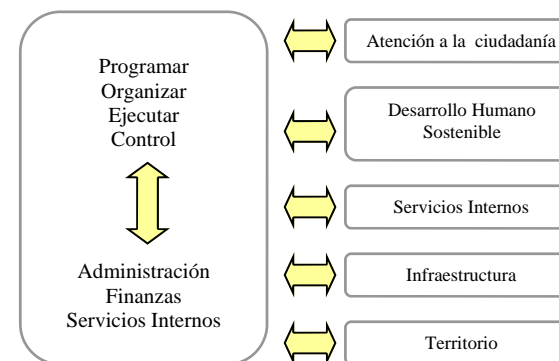 Programar
Organizar
Ejecutar
Control
Administración
Finanzas
Servicios Internos
Atención a la ciudadanía
Desarrollo Humano
Sostenible
Servicios Internos
Infraestructura
Territorio